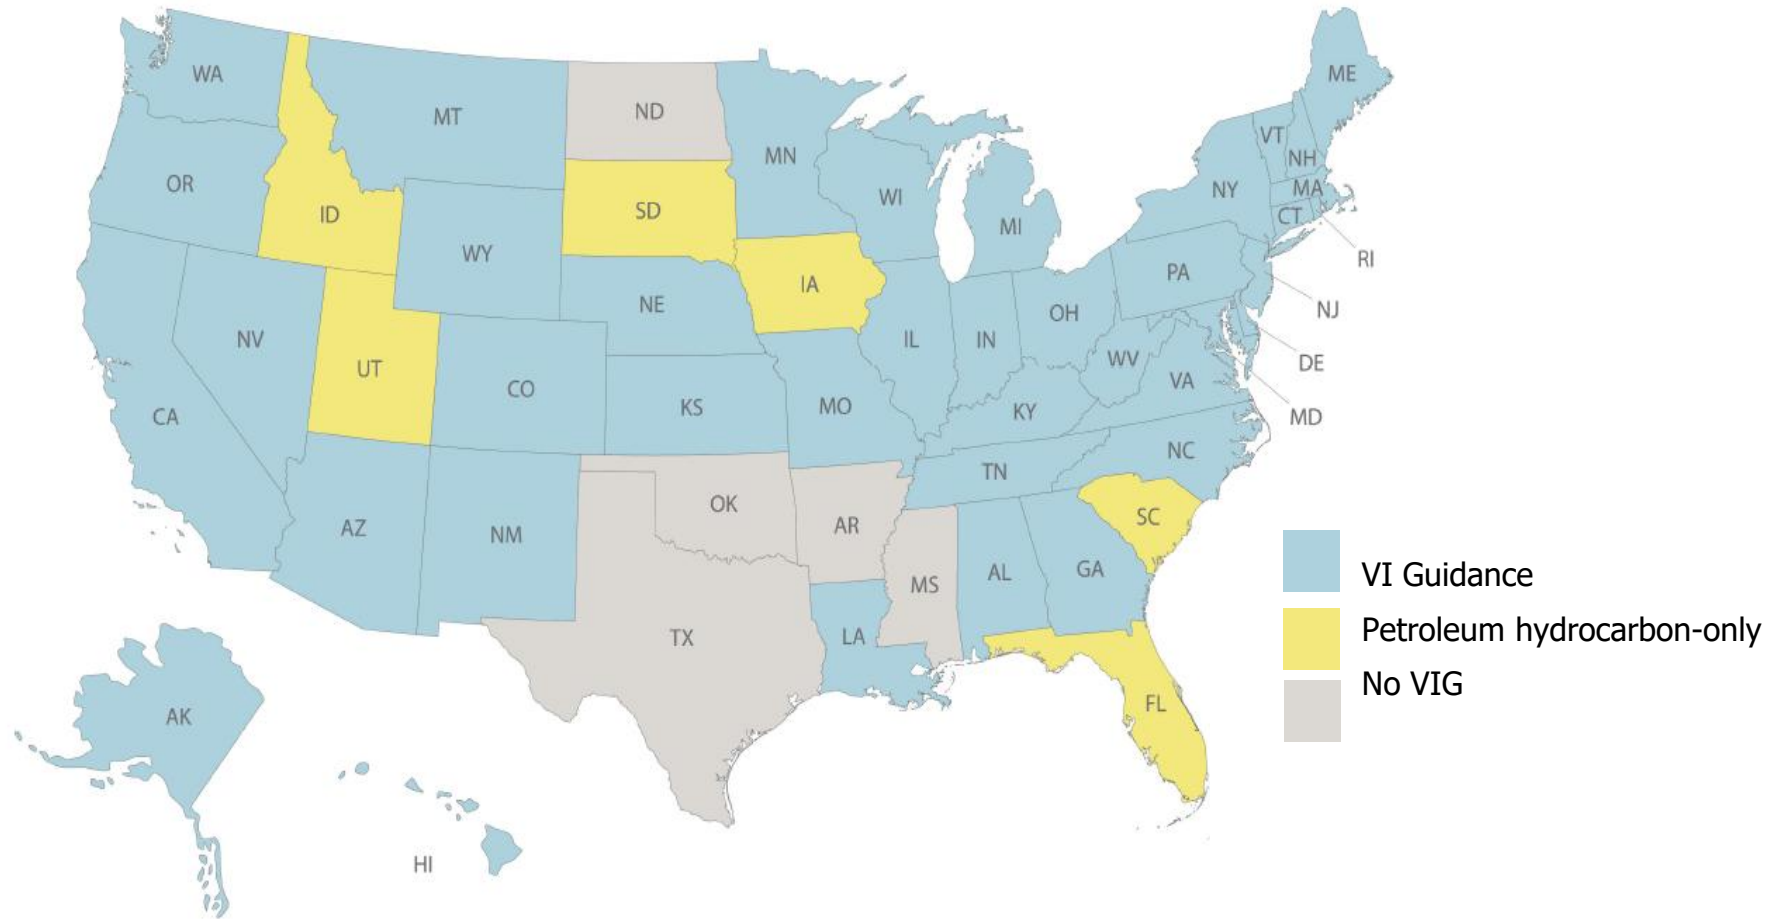 WA
MT
ND
MN
ME
VT
NH
OR
ID
SD
WI
NY
MA
CT
MI
RI
WY
PA
IA
NE
OH
NJ
NV
IL
IN
UT
WV
DE
CO
VA
CA
KS
MO
KY
MD
NC
TN
OK
AZ
NM
AR
SC
MS
AL
GA
VI Guidance
TX
LA
Petroleum hydrocarbon-only
No VIG
FL
AK
HI